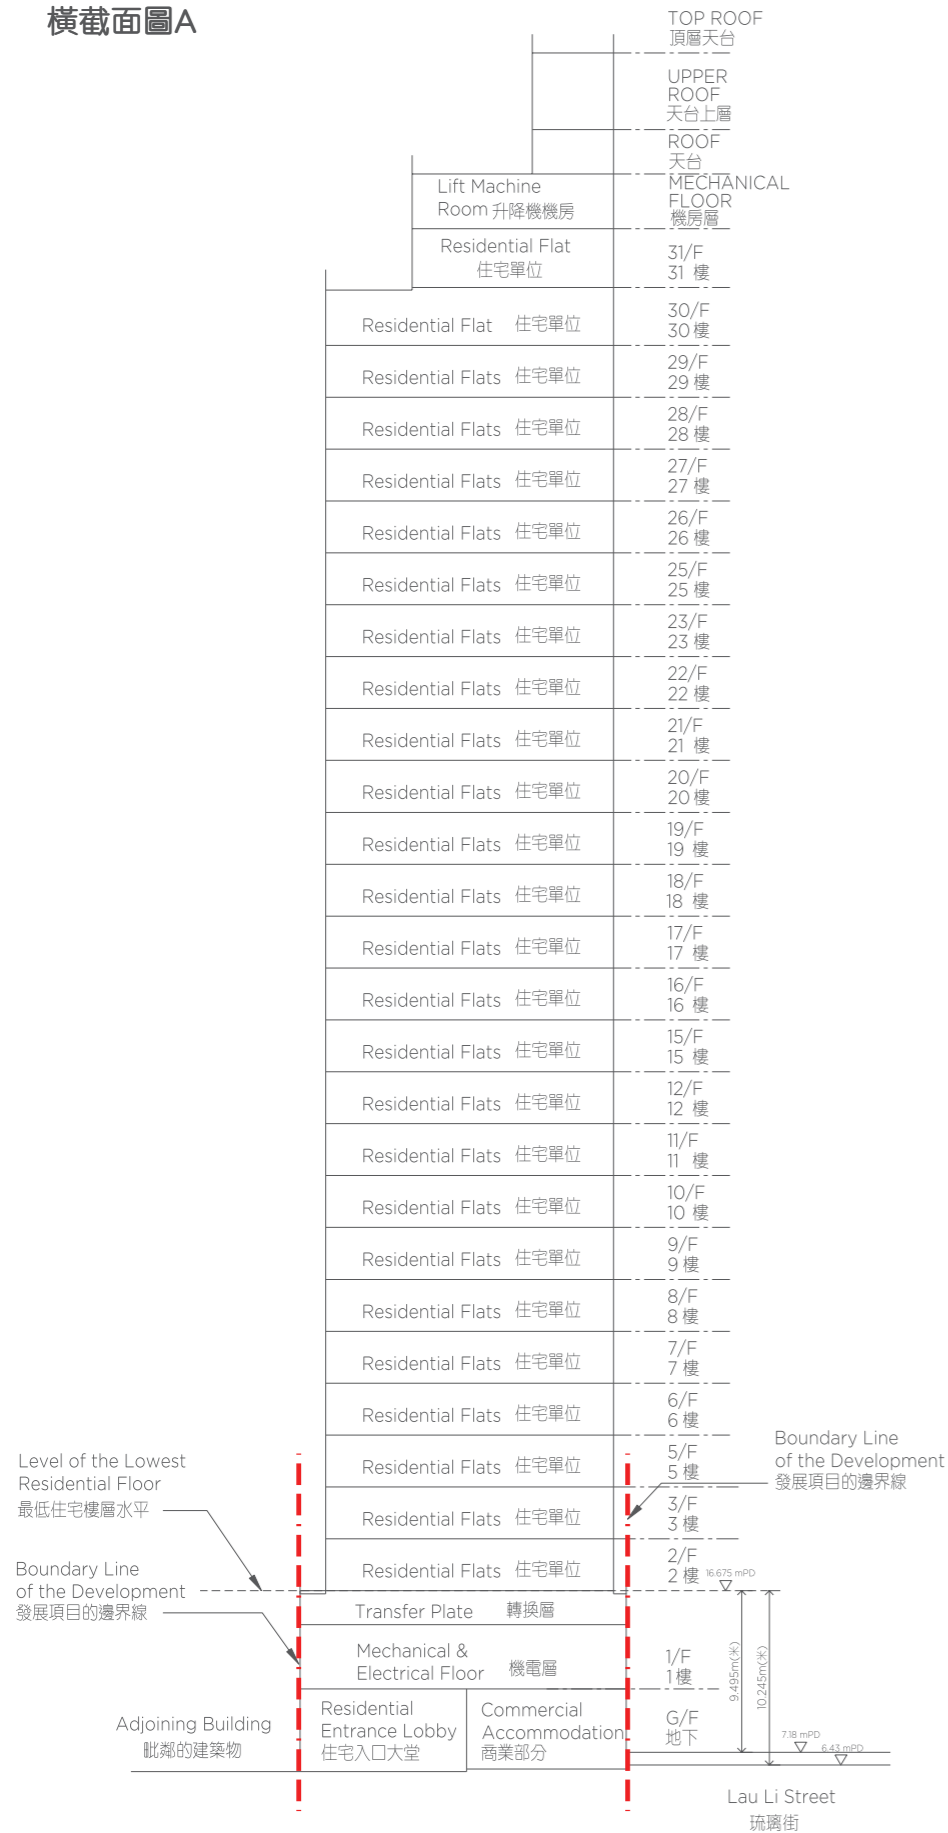 橫截面圖A
TOP ROOF
頂層天台
UPPER
ROOF
天台上層
ROOF
天台
Lift Machine
Room 升降機機房
MECHANICAL
FLOOR
機房層
Residential Flat
住宅單位
31/F
31 樓
Residential Flat 住宅單位
30/F
30 樓
Residential Flats 住宅單位
29/F
29 樓
Residential Flats 住宅單位
28/F
28 樓
Residential Flats 住宅單位
27/F
27 樓
Residential Flats 住宅單位
26/F
26 樓
Residential Flats 住宅單位
25/F
25 樓
Residential Flats 住宅單位
23/F
23 樓
Residential Flats 住宅單位
22/F
22 樓
Residential Flats 住宅單位
21/F
21 樓
Residential Flats 住宅單位
20/F
20 樓
Residential Flats 住宅單位
19/F
19 樓
Residential Flats 住宅單位
18/F
18 樓
Residential Flats 住宅單位
17/F
17 樓
Residential Flats 住宅單位
16/F
16 樓
Residential Flats 住宅單位
15/F
15 樓
Residential Flats 住宅單位
12/F
12 樓
Residential Flats 住宅單位
11/F
11 樓
Residential Flats 住宅單位
10/F
10 樓
Residential Flats 住宅單位
9/F
9 樓
Residential Flats 住宅單位
8/F
8 樓
Residential Flats 住宅單位
7/F
7 樓
Residential Flats 住宅單位
6/F
6 樓
Residential Flats 住宅單位
5/F
5 樓
Boundary Line
of the Development
發展項目的邊界線
Level of the Lowest
Residential Floor
最低住宅樓層水平
Residential Flats 住宅單位
3/F
3 樓
Residential Flats 住宅單位
2/F
2 樓
16.675 mPD
Boundary Line
of the Development
發展項目的邊界線
Transfer Plate 轉換層
Mechanical &
Electrical Floor 機電層
1/F
1 樓
9.495m(米)
10.245m(米)
Adjoining Building
毗鄰的建築物
Residential
Entrance Lobby
住宅入口大堂
Commercial
Accommodation
商業部分
G/F
地下
7.18 mPD
6.43 mPD
Lau Li Street
琉璃街